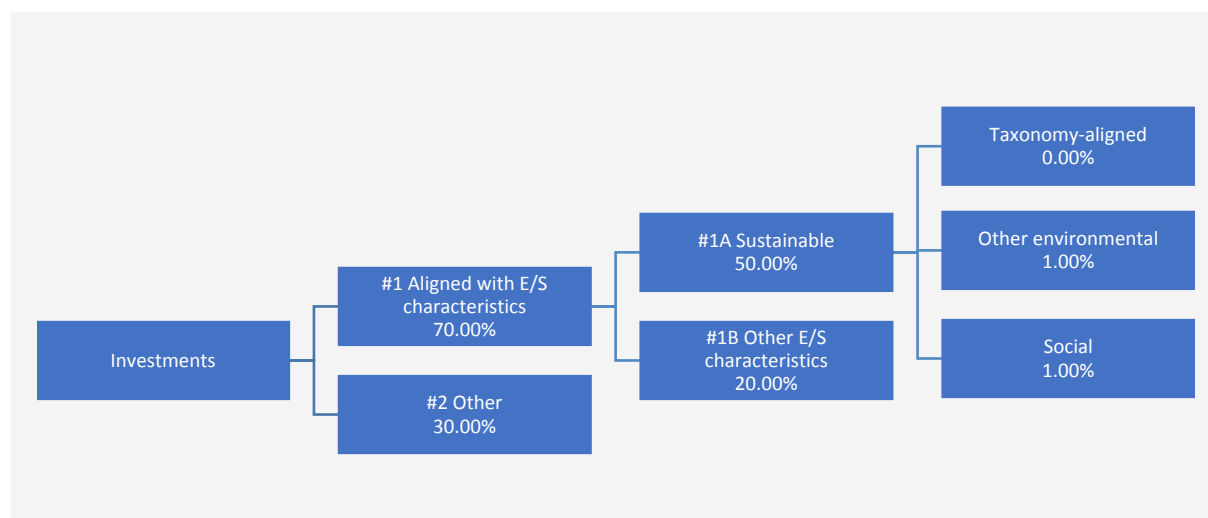 Investments
#1 Aligned with E/S
characteristics
70.00%
#2 Other
30.00%
#1A Sustainable
50.00%
#1B Other E/S
characteristics
20.00%
Taxonomy-aligned
0.00%
Other environmental
1.00%
Social
1.00%